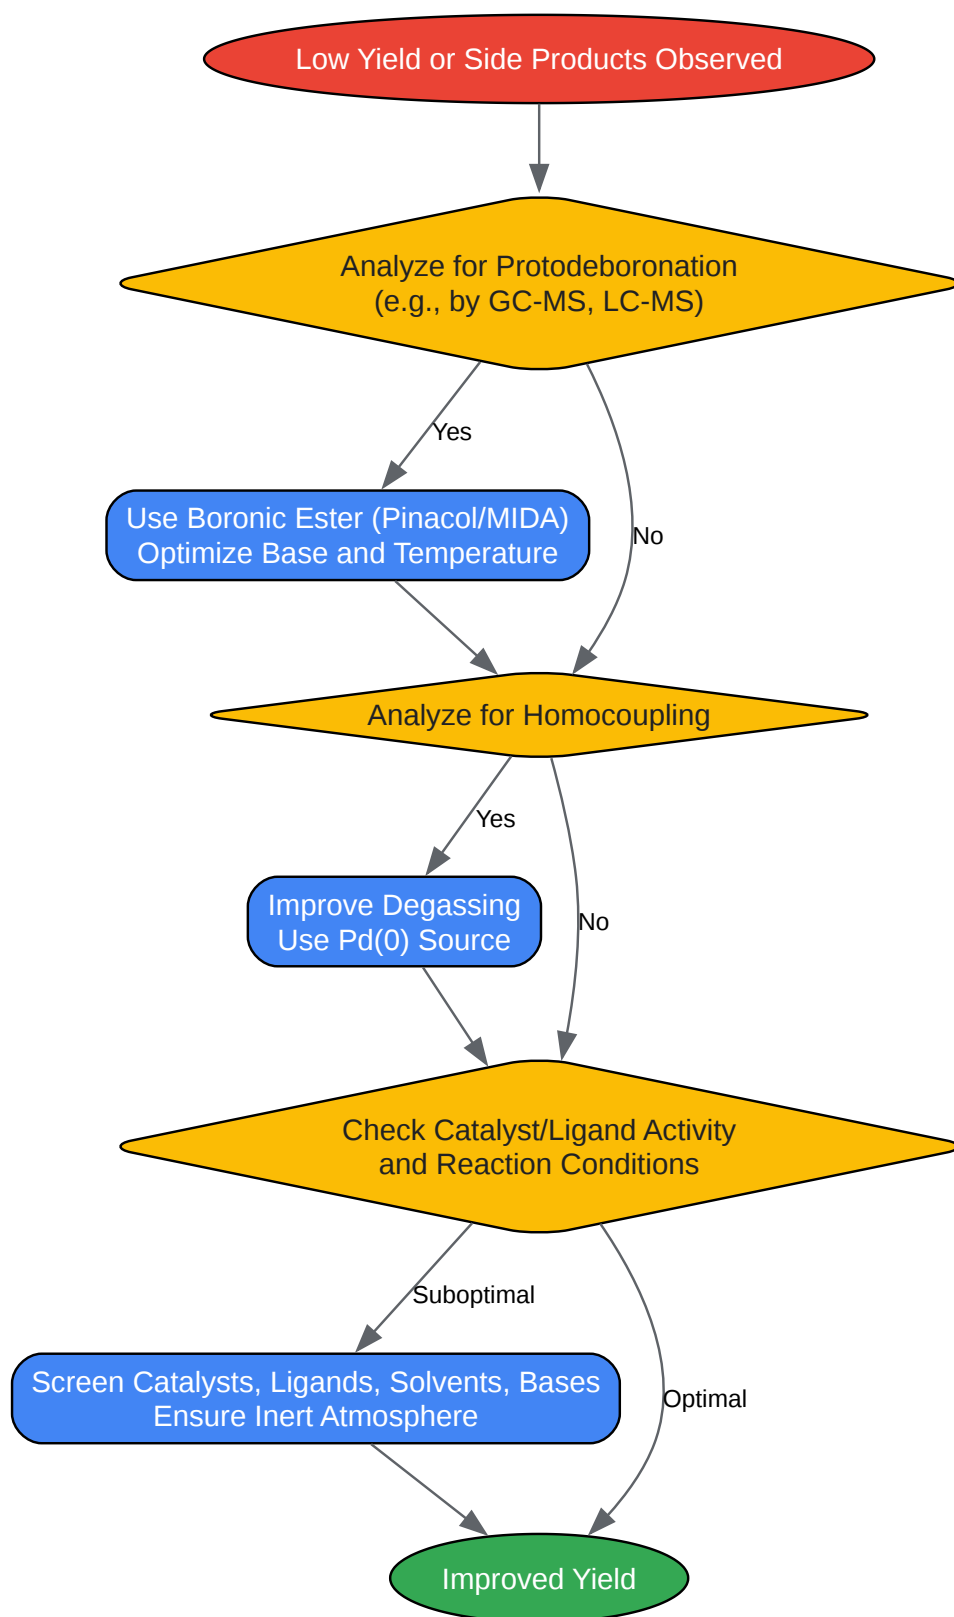 Low Yield or Side Products Observed
Analyze for Protodeboronation
(e.g., by GC-MS, LC-MS)
Yes
Use Boronic Ester (Pinacol/MIDA)
Optimize Base and Temperature
No
Analyze for Homocoupling
Yes
Improve Degassing
Use Pd(0) Source
No
Check Catalyst/Ligand Activity
and Reaction Conditions
Suboptimal
Screen Catalysts, Ligands, Solvents, Bases
Ensure Inert Atmosphere
Optimal
Improved Yield